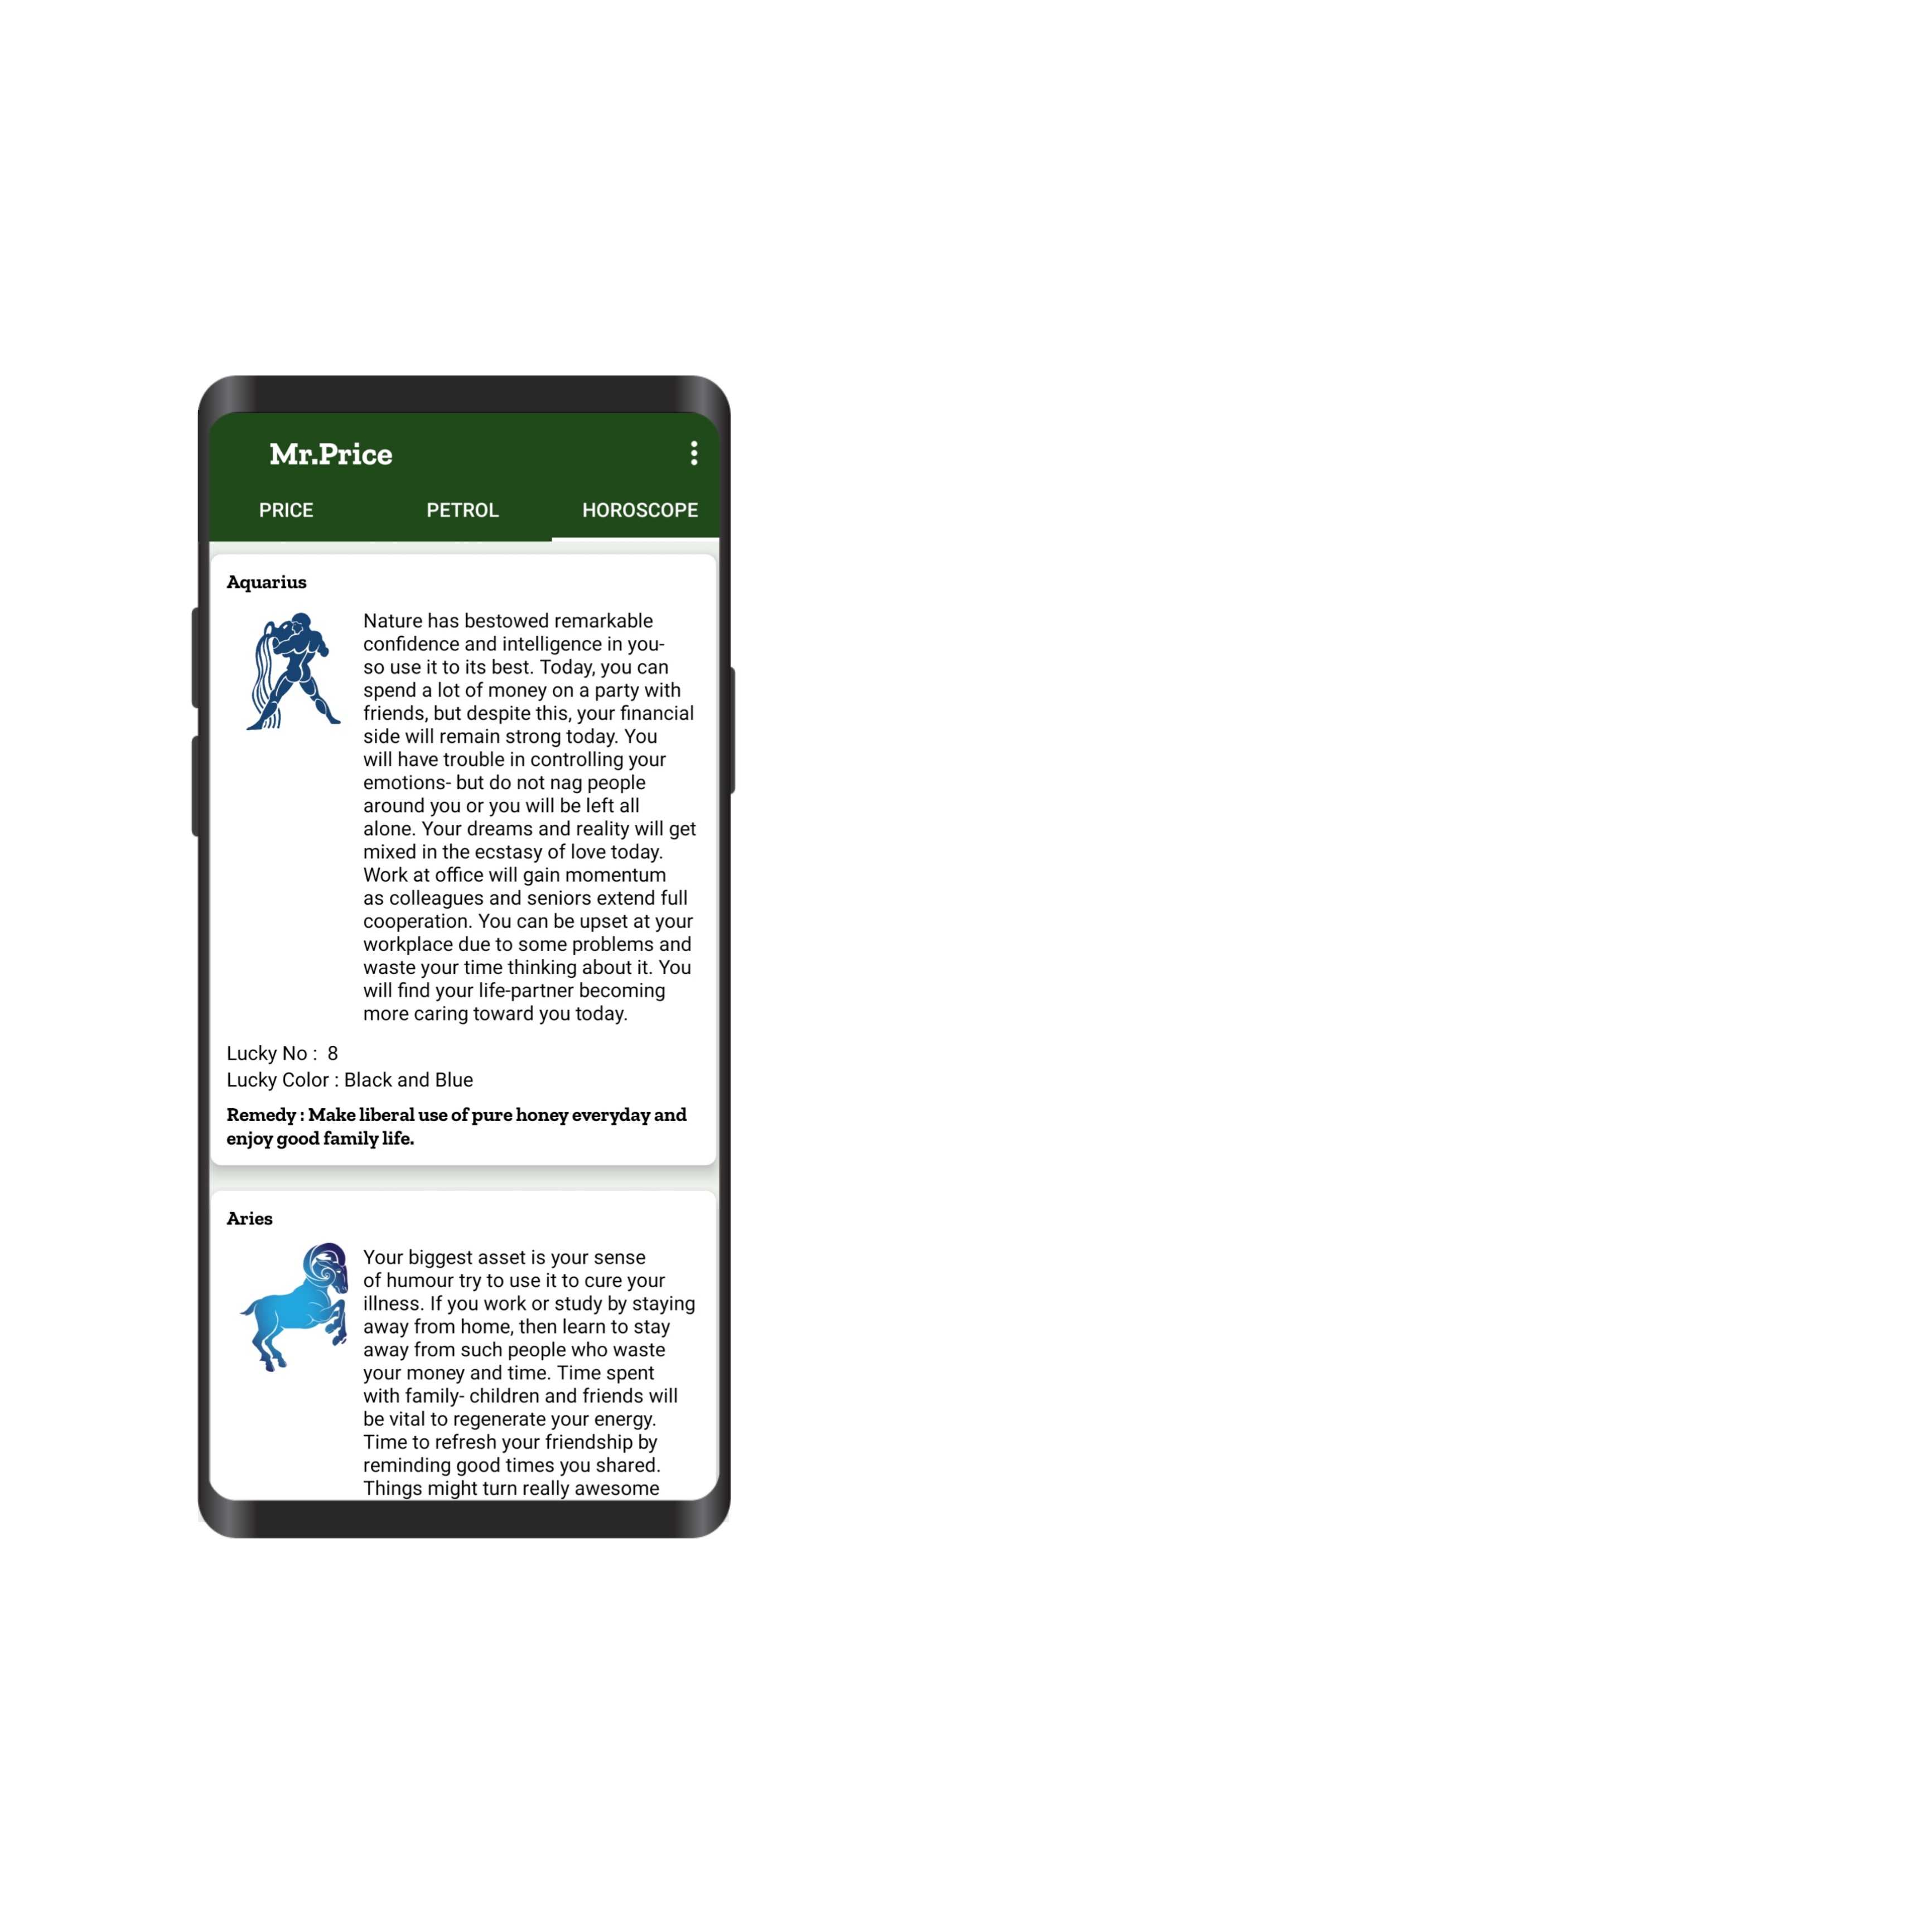 Mr.Price
PRICE PETROL HOROSCOPE
Aquarius
Nature has bestowed remarkable
confidence and intelligence in you-
so use it to its best. Today, you can
spend a lot of money on a party with
friends, but despite this, your financial
side will remain strong today. You
will have trouble in controlling your
emotions- but do not nag people
around you or you will be left all
alone. Your dreams and reality will get
mixed in the ecstasy of love today.
Work at office will gain momentum
as colleagues and seniors extend full
cooperation. You can be upset at your
workplace due to some problems and
waste your time thinking about it. You
will find your life-partner becoming
more caring toward you today.
Lucky No :  8
Lucky Color : Black and Blue
Remedy : Make liberal use of pure honey everyday and
enjoy good family life.
Aries
Your biggest asset is your sense
of humour try to use it to cure your
illness. If you work or study by staying
away from home, then learn to stay
away from such people who waste
your money and time. Time spent
with family- children and friends will
be vital to regenerate your energy.
Time to refresh your friendship by
reminding good times you shared.
Things might turn really awesome